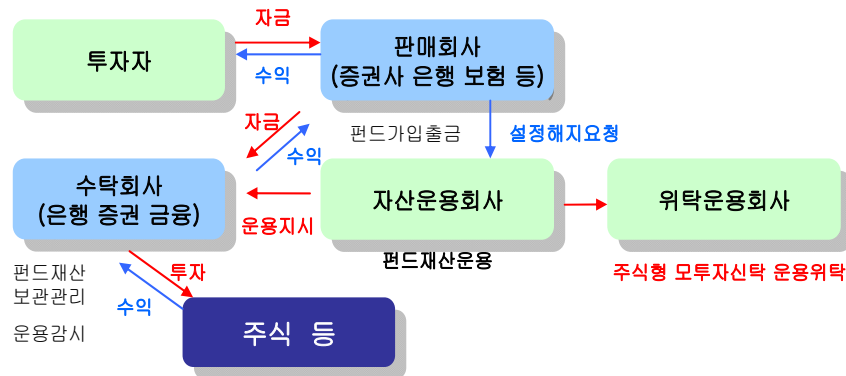 자금
투자자
판매회사
(증권사 은행 보험 등)
수익
자금
펀드가입출금
설정해지요청
수익
수탁회사
(은행 증권 금융)
자산운용회사
위탁운용회사
운용지시
펀드재산운용
주식형 모투자신탁 운용위탁
펀드재산
보관관리
투자
수익
운용감시
주식 등